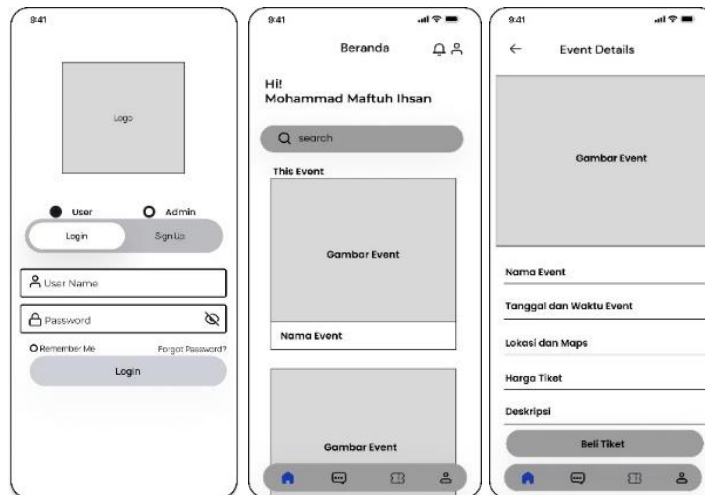 9:41
Logo
User Admin
Login Sign Up
User Name
Password
Remember Me Forgot Password?
Login
9:41
Beranda
Hi!
Mohammad Maftuh Ihsan
search
This Event
Gambar Event
Nama Event
Gambar Event
9:41
Event Details
Gambar Event
Nama Event
Tanggal dan Waktu Event
Lokasi dan Maps
Harga Tiket
Deskripsi
Beli Tiket